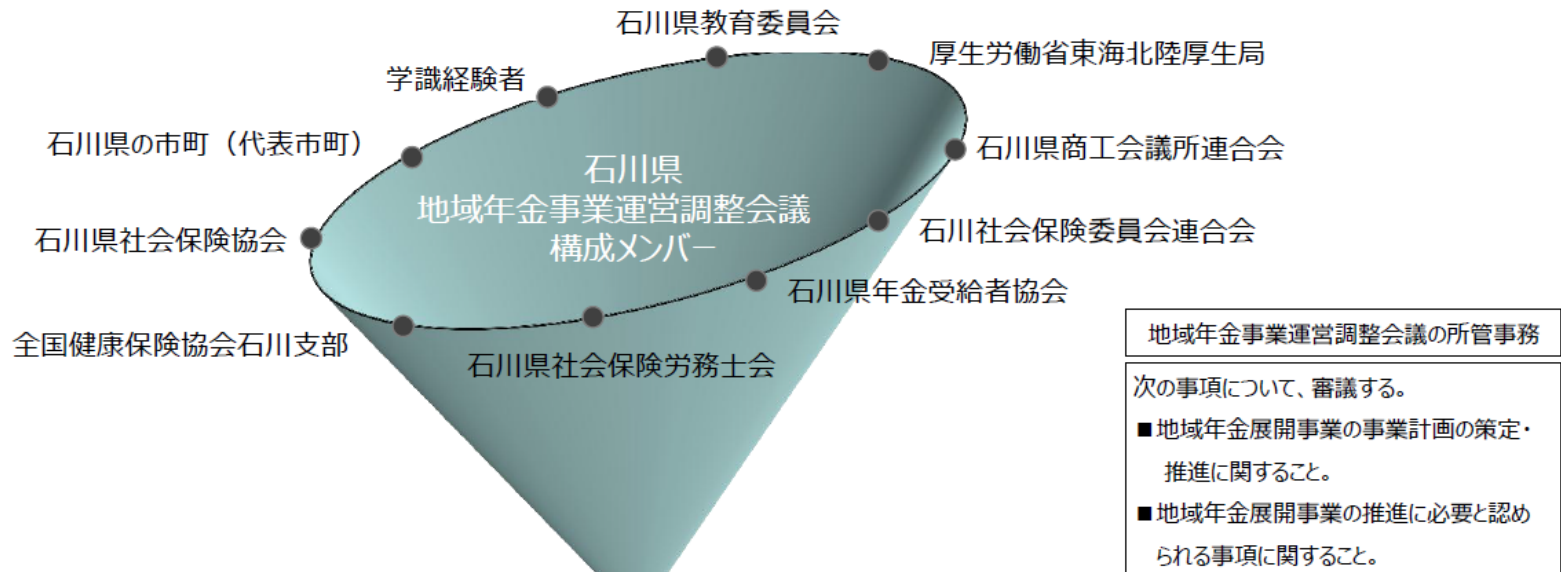 石川県教育委員会
厚生労働省東海北陸厚生局
学識経験者
石川県の市町（代表市町）
石川県商工会議所連合会
石川県
地域年金事業運営調整会議
構成メンバー
石川県社会保険協会
石川社会保険委員会連合会
石川県年金受給者協会
全国健康保険協会石川支部
石川県社会保険労務士会
地域年金事業運営調整会議の所管事務
次の事項について、審議する。
■地域年金展開事業の事業計画の策定・
推進に関すること。
■地域年金展開事業の推進に必要と認め
られる事項に関すること。